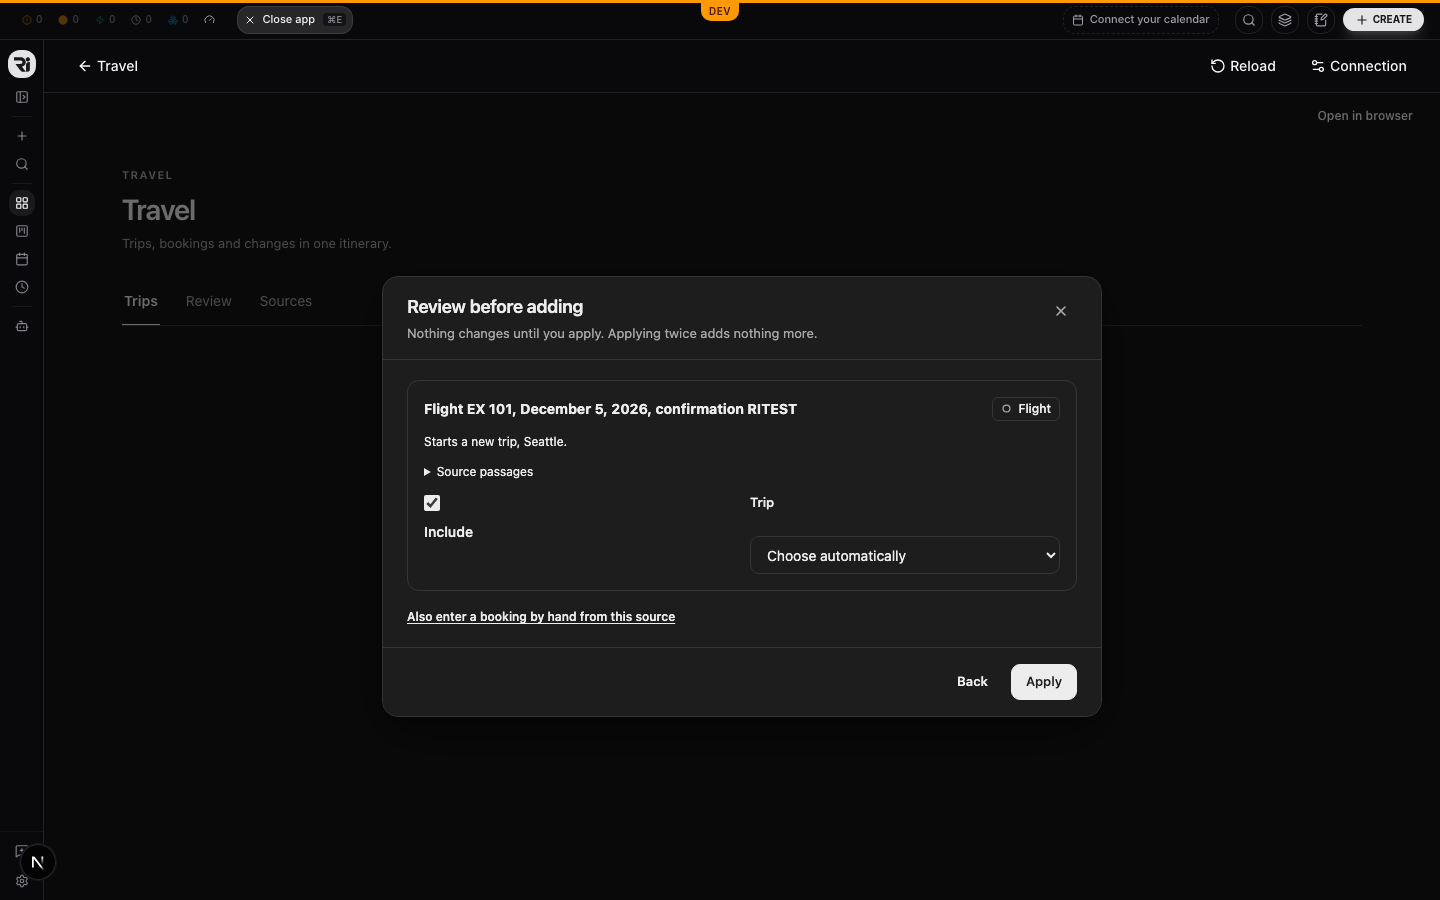 0 0 0 0 0
Close app ⌘E
DEV
Connect your calendar
CREATE
Ri
Travel
Reload
Connection
Open in browser
TRAVEL
Travel
Trips, bookings and changes in one itinerary.
Trips Review Sources
Review before adding
Nothing changes until you apply. Applying twice adds nothing more.
Flight EX 101, December 5, 2026, confirmation RITEST
Flight
Starts a new trip, Seattle.
Source passages
Include
Trip
Choose automatically
Also enter a booking by hand from this source
Back
Apply
N